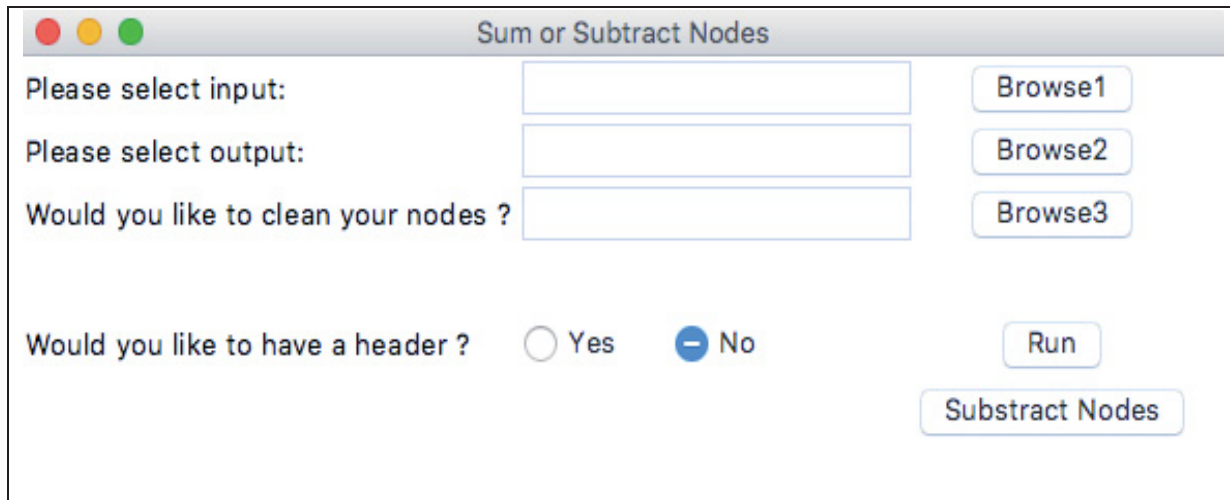 Sum or Subtract Nodes
Please select input: Browse1
Please select output: Browse2
Would you like to clean your nodes ? Browse3
Would you like to have a header ? Yes No Run
Substract Nodes